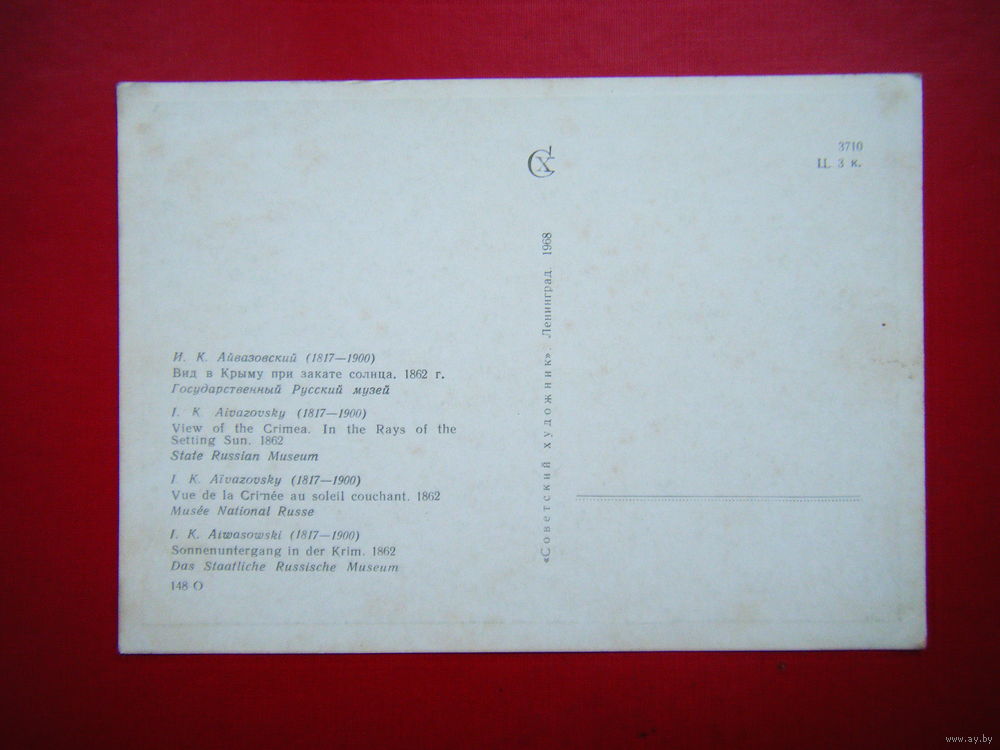 3710
Ц. 3 к.
«Советский художник». Ленинград. 1968
И. К. Айвазовский (1817—1900)
Вид в Крыму при закате солнца. 1862 г.
Государственный Русский музей
I. K. Aivazovsky (1817—1900)
View of the Crimea. In the Rays of the
Setting Sun. 1862
State Russian Museum
I. K. Aïvazovsky (1817—1900)
Vue de la Crimée au soleil couchant. 1862
Musée National Russe
I. K. Aiwasowski (1817—1900)
Sonnenuntergang in der Krim. 1862
Das Staatliche Russische Museum
148 О
www.ay.by